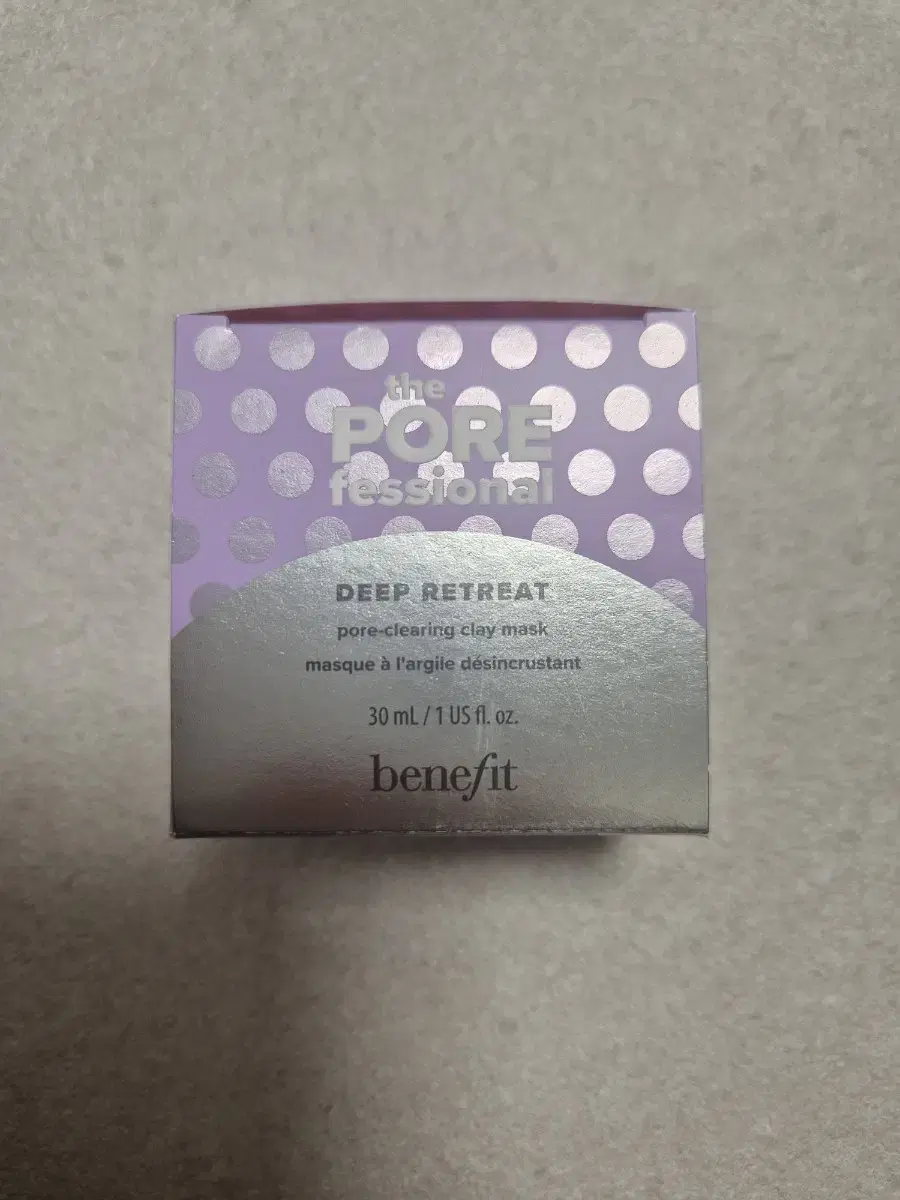 the
PORE
fessional
DEEP RETREAT
pore-clearing clay mask
masque à l'argile désincrustant
30 mL / 1 US fl. oz.
benefit